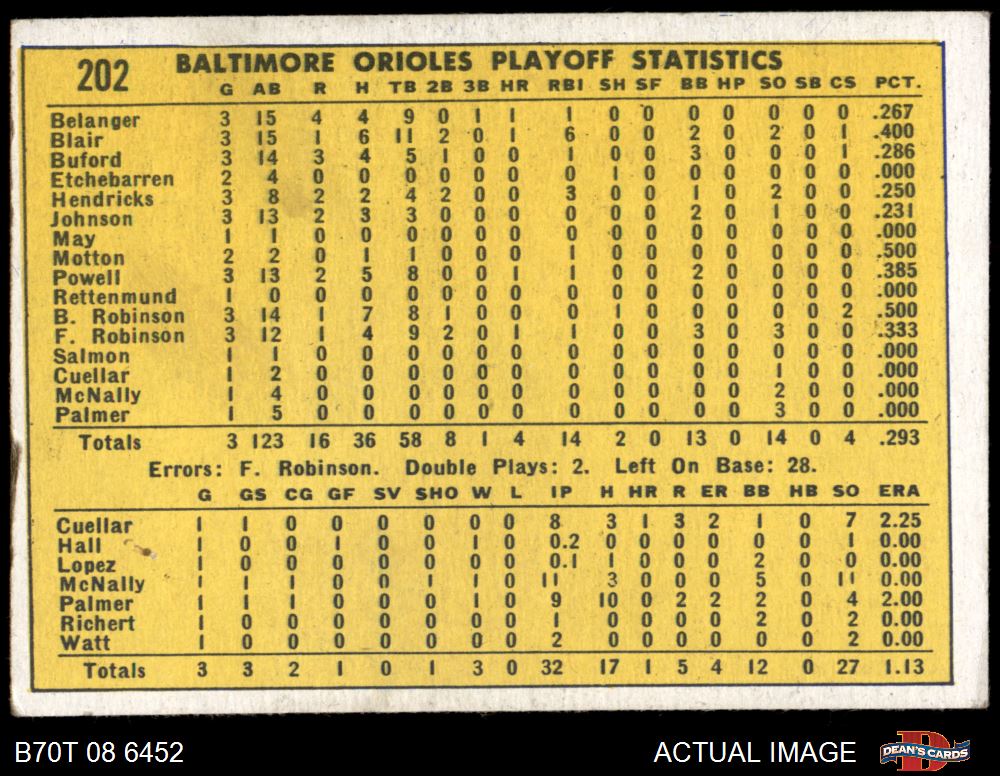 202 BALTIMORE ORIOLES PLAYOFF STATISTICS
G AB R H TB 2B 3B HR RBI SH SF BB HP SO SB CS PCT.
Belanger 3 15 4 4 9 0 1 1 1 0 0 0 0 0 0 0 .267
Blair 3 15 1 6 11 2 0 1 6 0 0 2 0 2 0 1 .400
Buford 3 14 3 4 5 1 0 0 1 0 0 3 0 0 0 1 .286
Etchebarren 2 4 0 0 0 0 0 0 0 1 0 0 0 0 0 0 .000
Hendricks 3 8 2 2 4 2 0 0 3 0 0 1 0 2 0 0 .250
Johnson 3 13 2 3 3 0 0 0 0 0 0 2 0 1 0 0 .231
May 1 1 0 0 0 0 0 0 0 0 0 0 0 0 0 0 .000
Motton 2 2 0 1 1 0 0 0 1 0 0 0 0 0 0 0 .500
Powell 3 13 2 5 8 0 0 1 1 0 0 2 0 0 0 0 .385
Rettenmund 1 0 0 0 0 0 0 0 0 0 0 0 0 0 0 0 .000
B. Robinson 3 14 1 7 8 1 0 0 0 1 0 0 0 0 0 2 .500
F. Robinson 3 12 1 4 9 2 0 1 1 0 0 3 0 3 0 0 .333
Salmon 1 1 0 0 0 0 0 0 0 0 0 0 0 0 0 0 .000
Cuellar 1 2 0 0 0 0 0 0 0 0 0 0 0 1 0 0 .000
McNally 1 4 0 0 0 0 0 0 0 0 0 0 0 2 0 0 .000
Palmer 1 5 0 0 0 0 0 0 0 0 0 0 0 3 0 0 .000
Totals 3 123 16 36 58 8 1 4 14 2 0 13 0 14 0 4 .293
Errors: F. Robinson. Double Plays: 2. Left On Base: 28.
G GS CG GF SV SHO W L IP H HR R ER BB HB SO ERA
Cuellar 1 1 0 0 0 0 0 0 8 3 1 3 2 1 0 7 2.25
Hall 1 0 0 1 0 0 1 0 0.2 0 0 0 0 0 0 1 0.00
Lopez 1 0 0 0 0 0 0 0 0.1 1 0 0 0 2 0 0 0.00
McNally 1 1 1 0 0 1 1 0 11 3 0 0 0 5 0 11 0.00
Palmer 1 1 1 0 0 0 1 0 9 10 0 2 2 2 0 4 2.00
Richert 1 0 0 0 0 0 0 0 1 0 0 0 0 2 0 2 0.00
Watt 1 0 0 0 0 0 0 0 2 0 0 0 0 0 0 2 0.00
Totals 3 3 2 1 0 1 3 0 32 17 1 5 4 12 0 27 1.13
B70T 08 6452 ACTUAL IMAGE DEAN'S CARDS